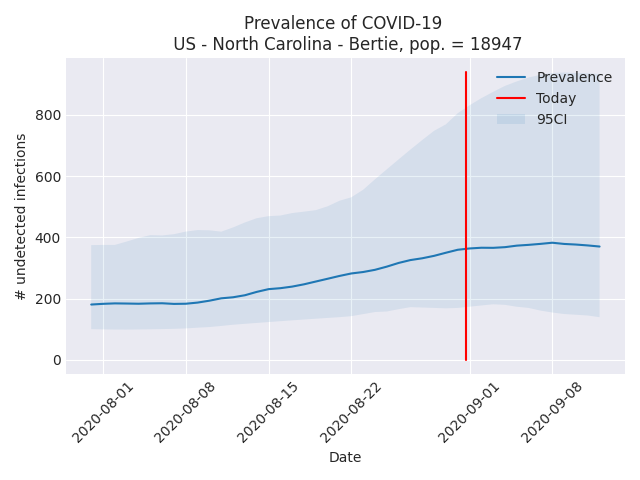 Prevalence of COVID-19
US - North Carolina - Bertie, pop. = 18947
Prevalence
Today
95CI
# undetected infections
800
600
400
200
0
2020-08-01
2020-08-08
2020-08-15
2020-08-22
2020-09-01
2020-09-08
Date